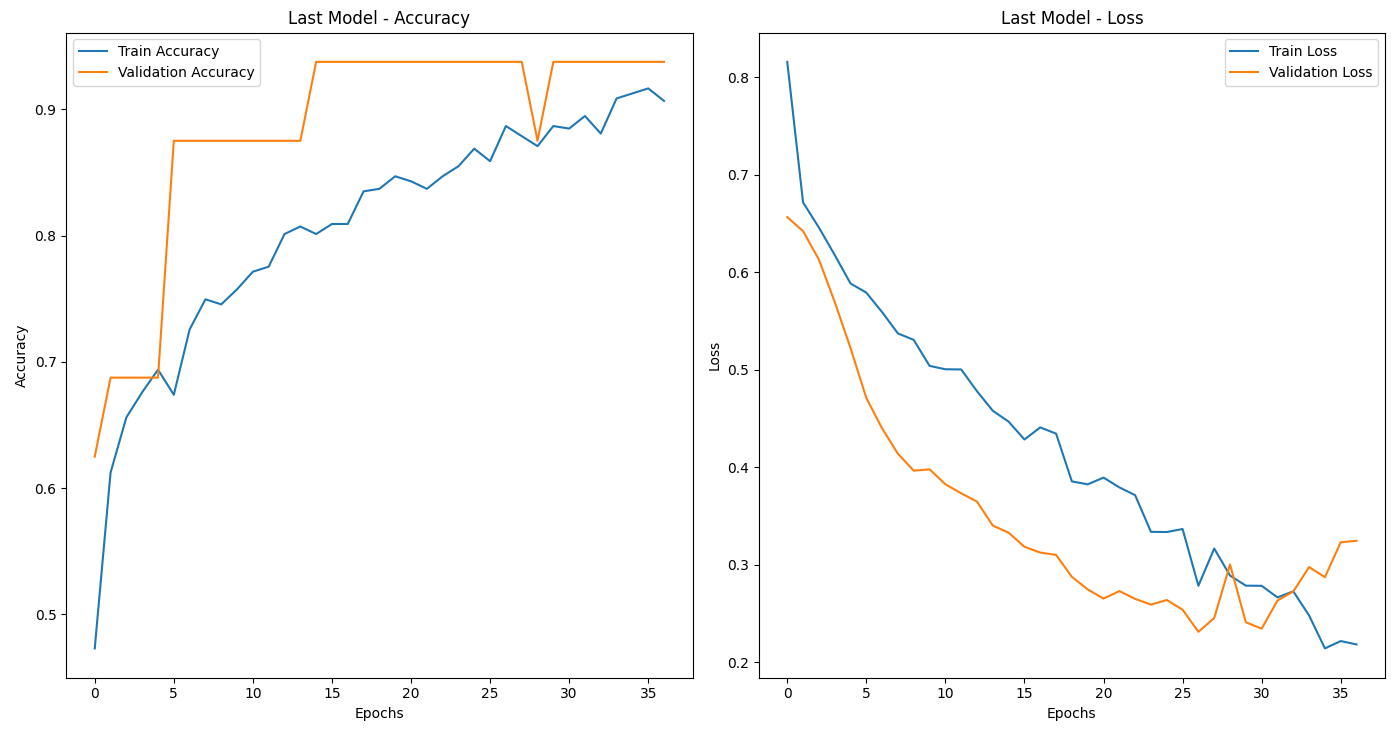 Last Model - Accuracy
Train Accuracy
Validation Accuracy
0.9
0.8
0.7
0.6
0.5
Accuracy
0 5 10 15 20 25 30 35
Epochs
Last Model - Loss
Train Loss
Validation Loss
0.8
0.7
0.6
0.5
0.4
0.3
0.2
Loss
0 5 10 15 20 25 30 35
Epochs